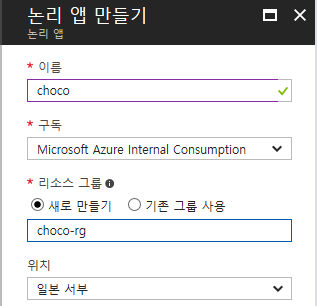 논리 앱 만들기
논리 앱
* 이름
choco
* 구독
Microsoft Azure Internal Consumption
* 리소스 그룹
새로 만들기 기존 그룹 사용
choco-rg
위치
일본 서부